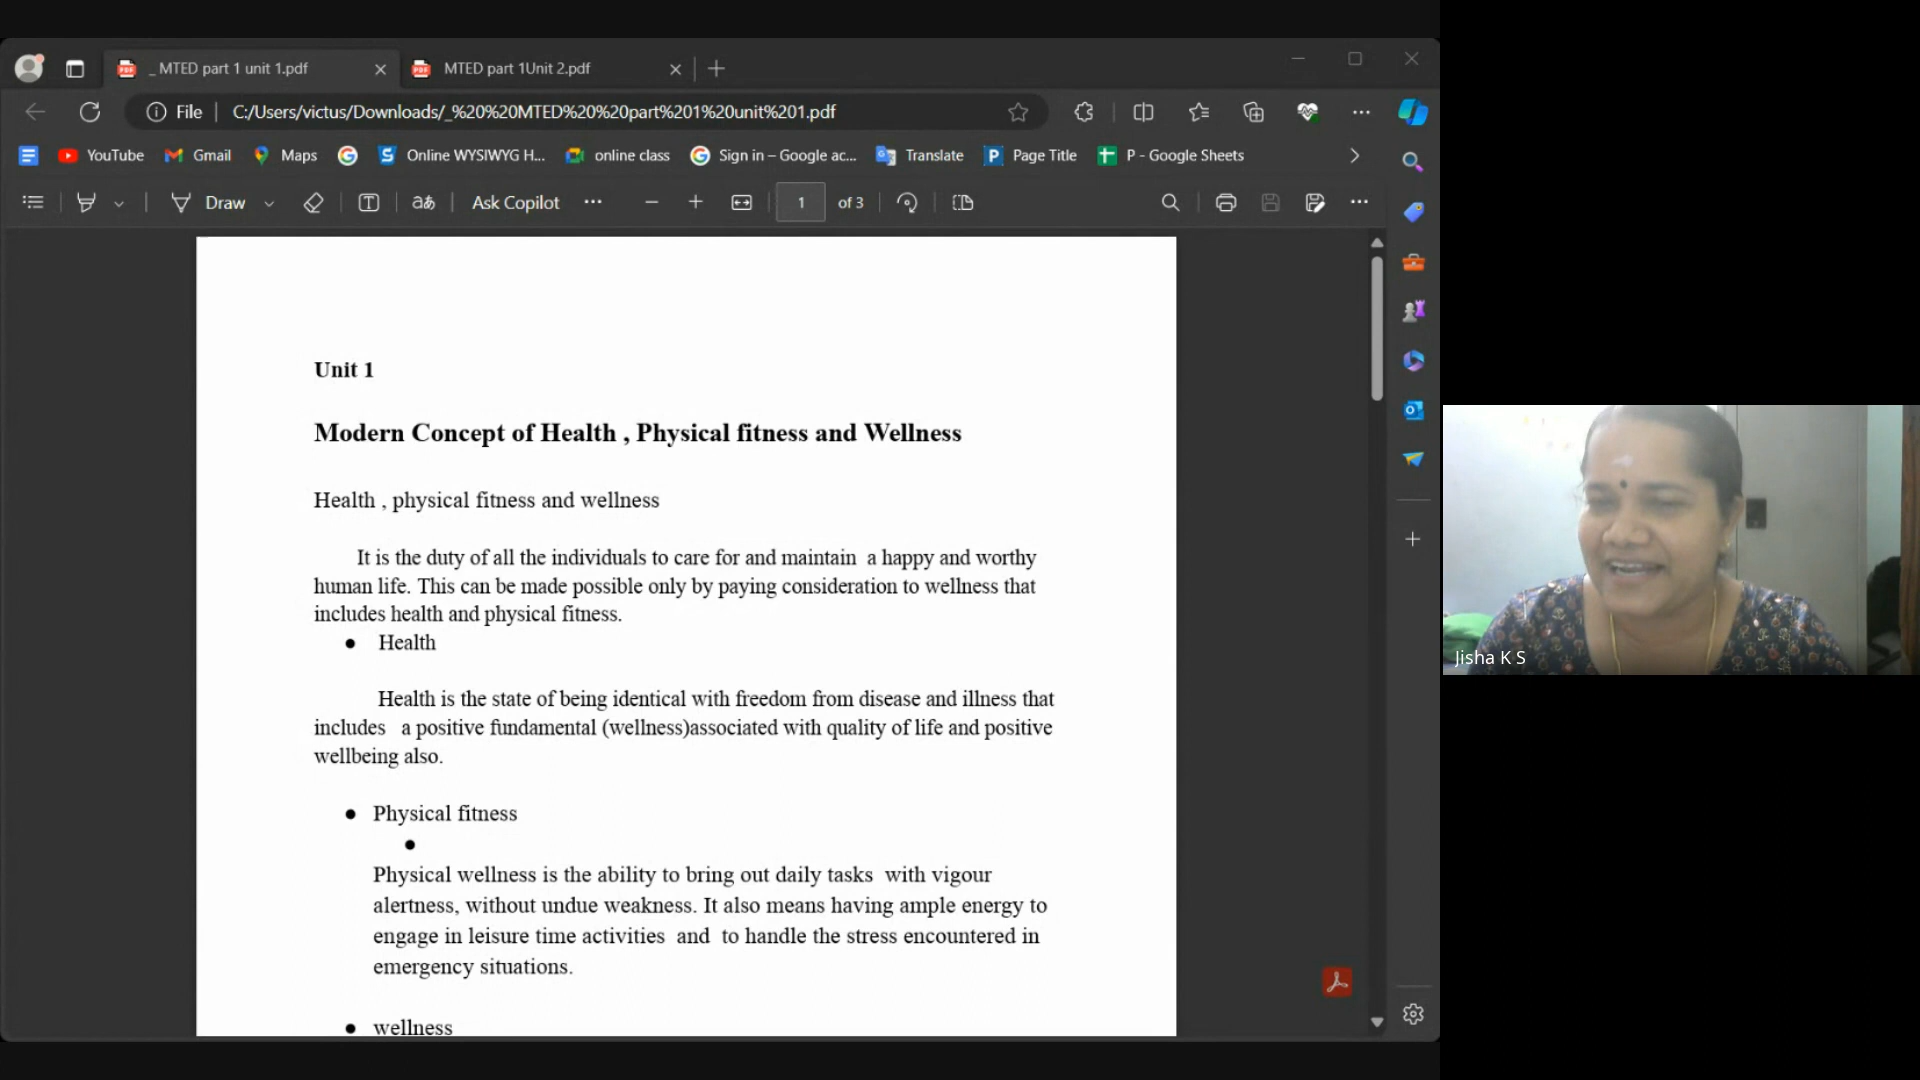 _ MTED part 1 unit 1.pdf
MTED part 1Unit 2.pdf
File
C:/Users/victus/Downloads/_%20%20MTED%20%20part%201%20unit%201.pdf
YouTube
Gmail
Maps
Online WYSIWYG H...
online class
Sign in – Google ac...
Translate
Page Title
P - Google Sheets
Draw
Ask Copilot
1
of 3
Unit 1
Modern Concept of Health , Physical fitness and Wellness
Health , physical fitness and wellness
It is the duty of all the individuals to care for and maintain a happy and worthy
human life. This can be made possible only by paying consideration to wellness that
includes health and physical fitness.
● Health
Health is the state of being identical with freedom from disease and illness that
includes a positive fundamental (wellness)associated with quality of life and positive
wellbeing also.
● Physical fitness
●
Physical wellness is the ability to bring out daily tasks with vigour
alertness, without undue weakness. It also means having ample energy to
engage in leisure time activities and to handle the stress encountered in
emergency situations.
● wellness
Jisha K S